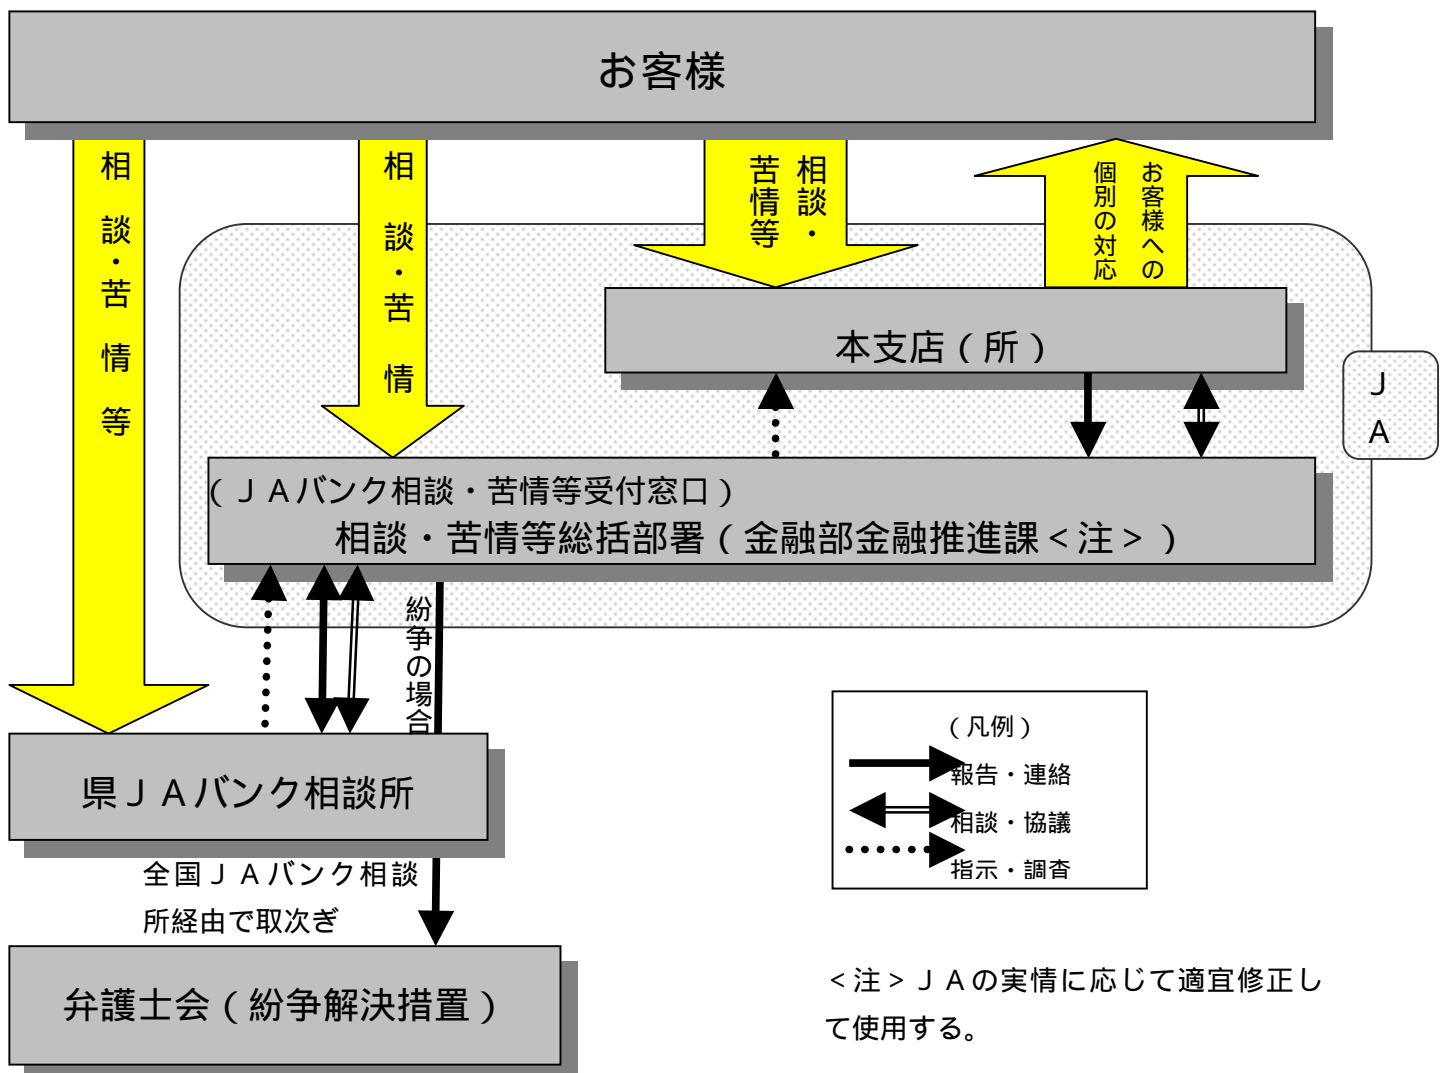 お客様
相談・苦情等
相談・苦情
相談・
苦情等
お客様への
個別の対応
本支店(所)
JA
(JAバンク相談・苦情等受付窓口)
相談・苦情等総括部署(金融部金融推進課<注>)
紛争の場合
県JAバンク相談所
全国JAバンク相談
所経由で取次ぎ
弁護士会(紛争解決措置)
(凡例)
報告・連絡
相談・協議
指示・調査
<注>JAの実情に応じて適宜修正し
て使用する。